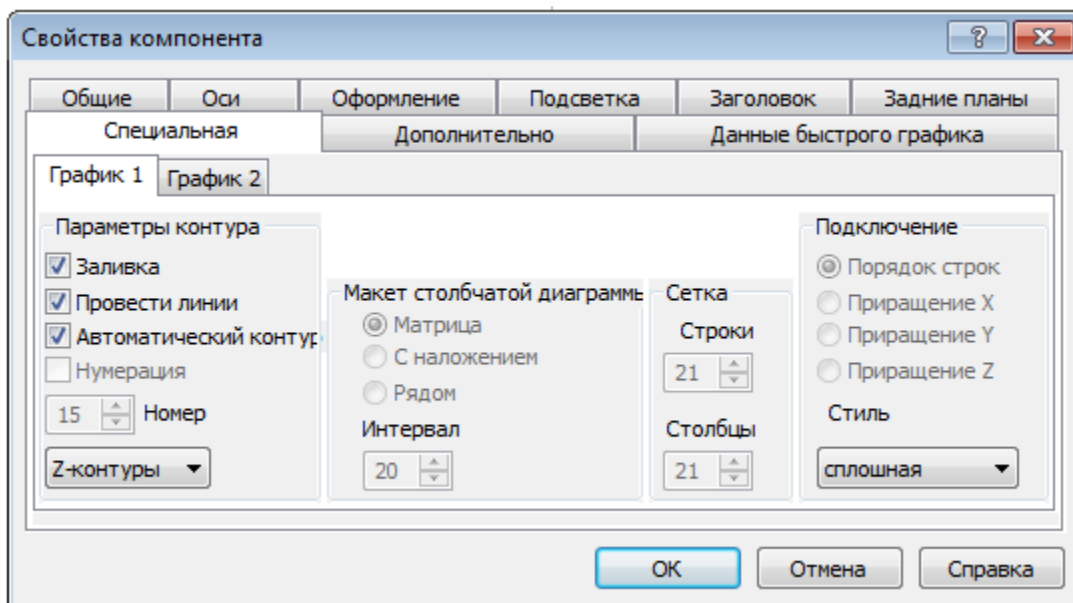 Свойства компонента
Общие Оси Оформление Подсветка Заголовок Задние планы
Специальная Дополнительно Данные быстрого графика
График 1 График 2
Параметры контура
Заливка
Провести линии
Автоматический контур
Нумерация
15 Номер
Z-контуры
Макет столбчатой диаграммы
Матрица
С наложением
Рядом
Интервал
20
Сетка
Строки
21
Столбцы
21
Подключение
Порядок строк
Приращение X
Приращение Y
Приращение Z
Стиль
сплошная
OK Отмена Справка